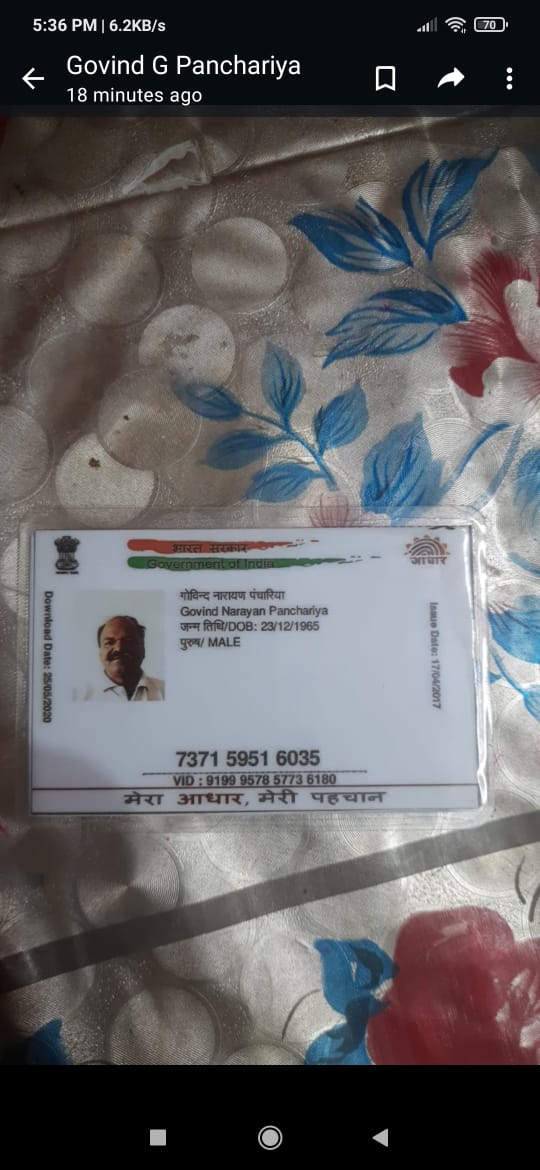 5:36 PM | 6.2KB/s
70
Govind G Panchariya
18 minutes ago
भारत सरकार
Government of India
आधार
Download Date: 25/05/2020
गोविन्द नारायण पंचारिया
Govind Narayan Panchariya
जन्म तिथि/DOB: 23/12/1965
पुरुष/ MALE
Issue Date: 17/04/2017
7371 5951 6035
VID : 9199 9578 5773 6180
मेरा आधार, मेरी पहचान